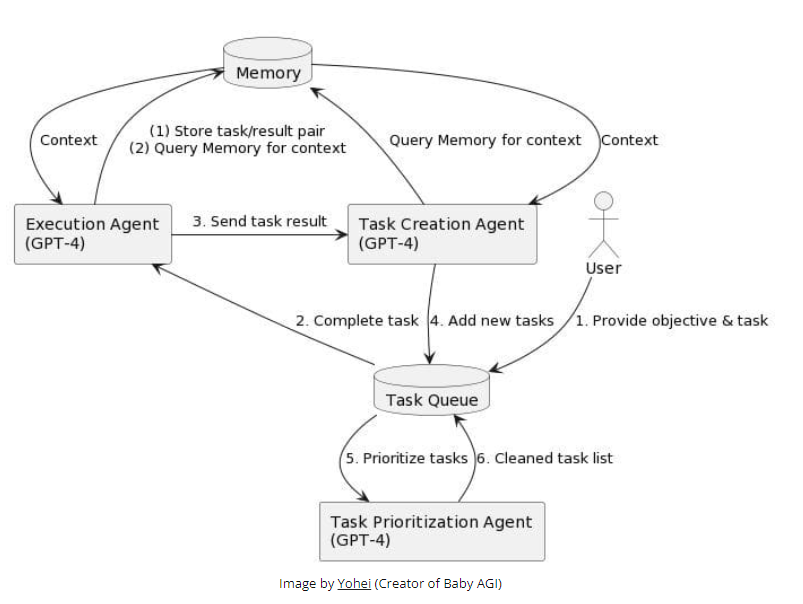 Memory
Context
(1) Store task/result pair
(2) Query Memory for context
Query Memory for context
Context
Execution Agent
(GPT-4)
3. Send task result
Task Creation Agent
(GPT-4)
User
2. Complete task
4. Add new tasks
1. Provide objective & task
Task Queue
5. Prioritize tasks
6. Cleaned task list
Task Prioritization Agent
(GPT-4)
Image by Yohei (Creator of Baby AGI)